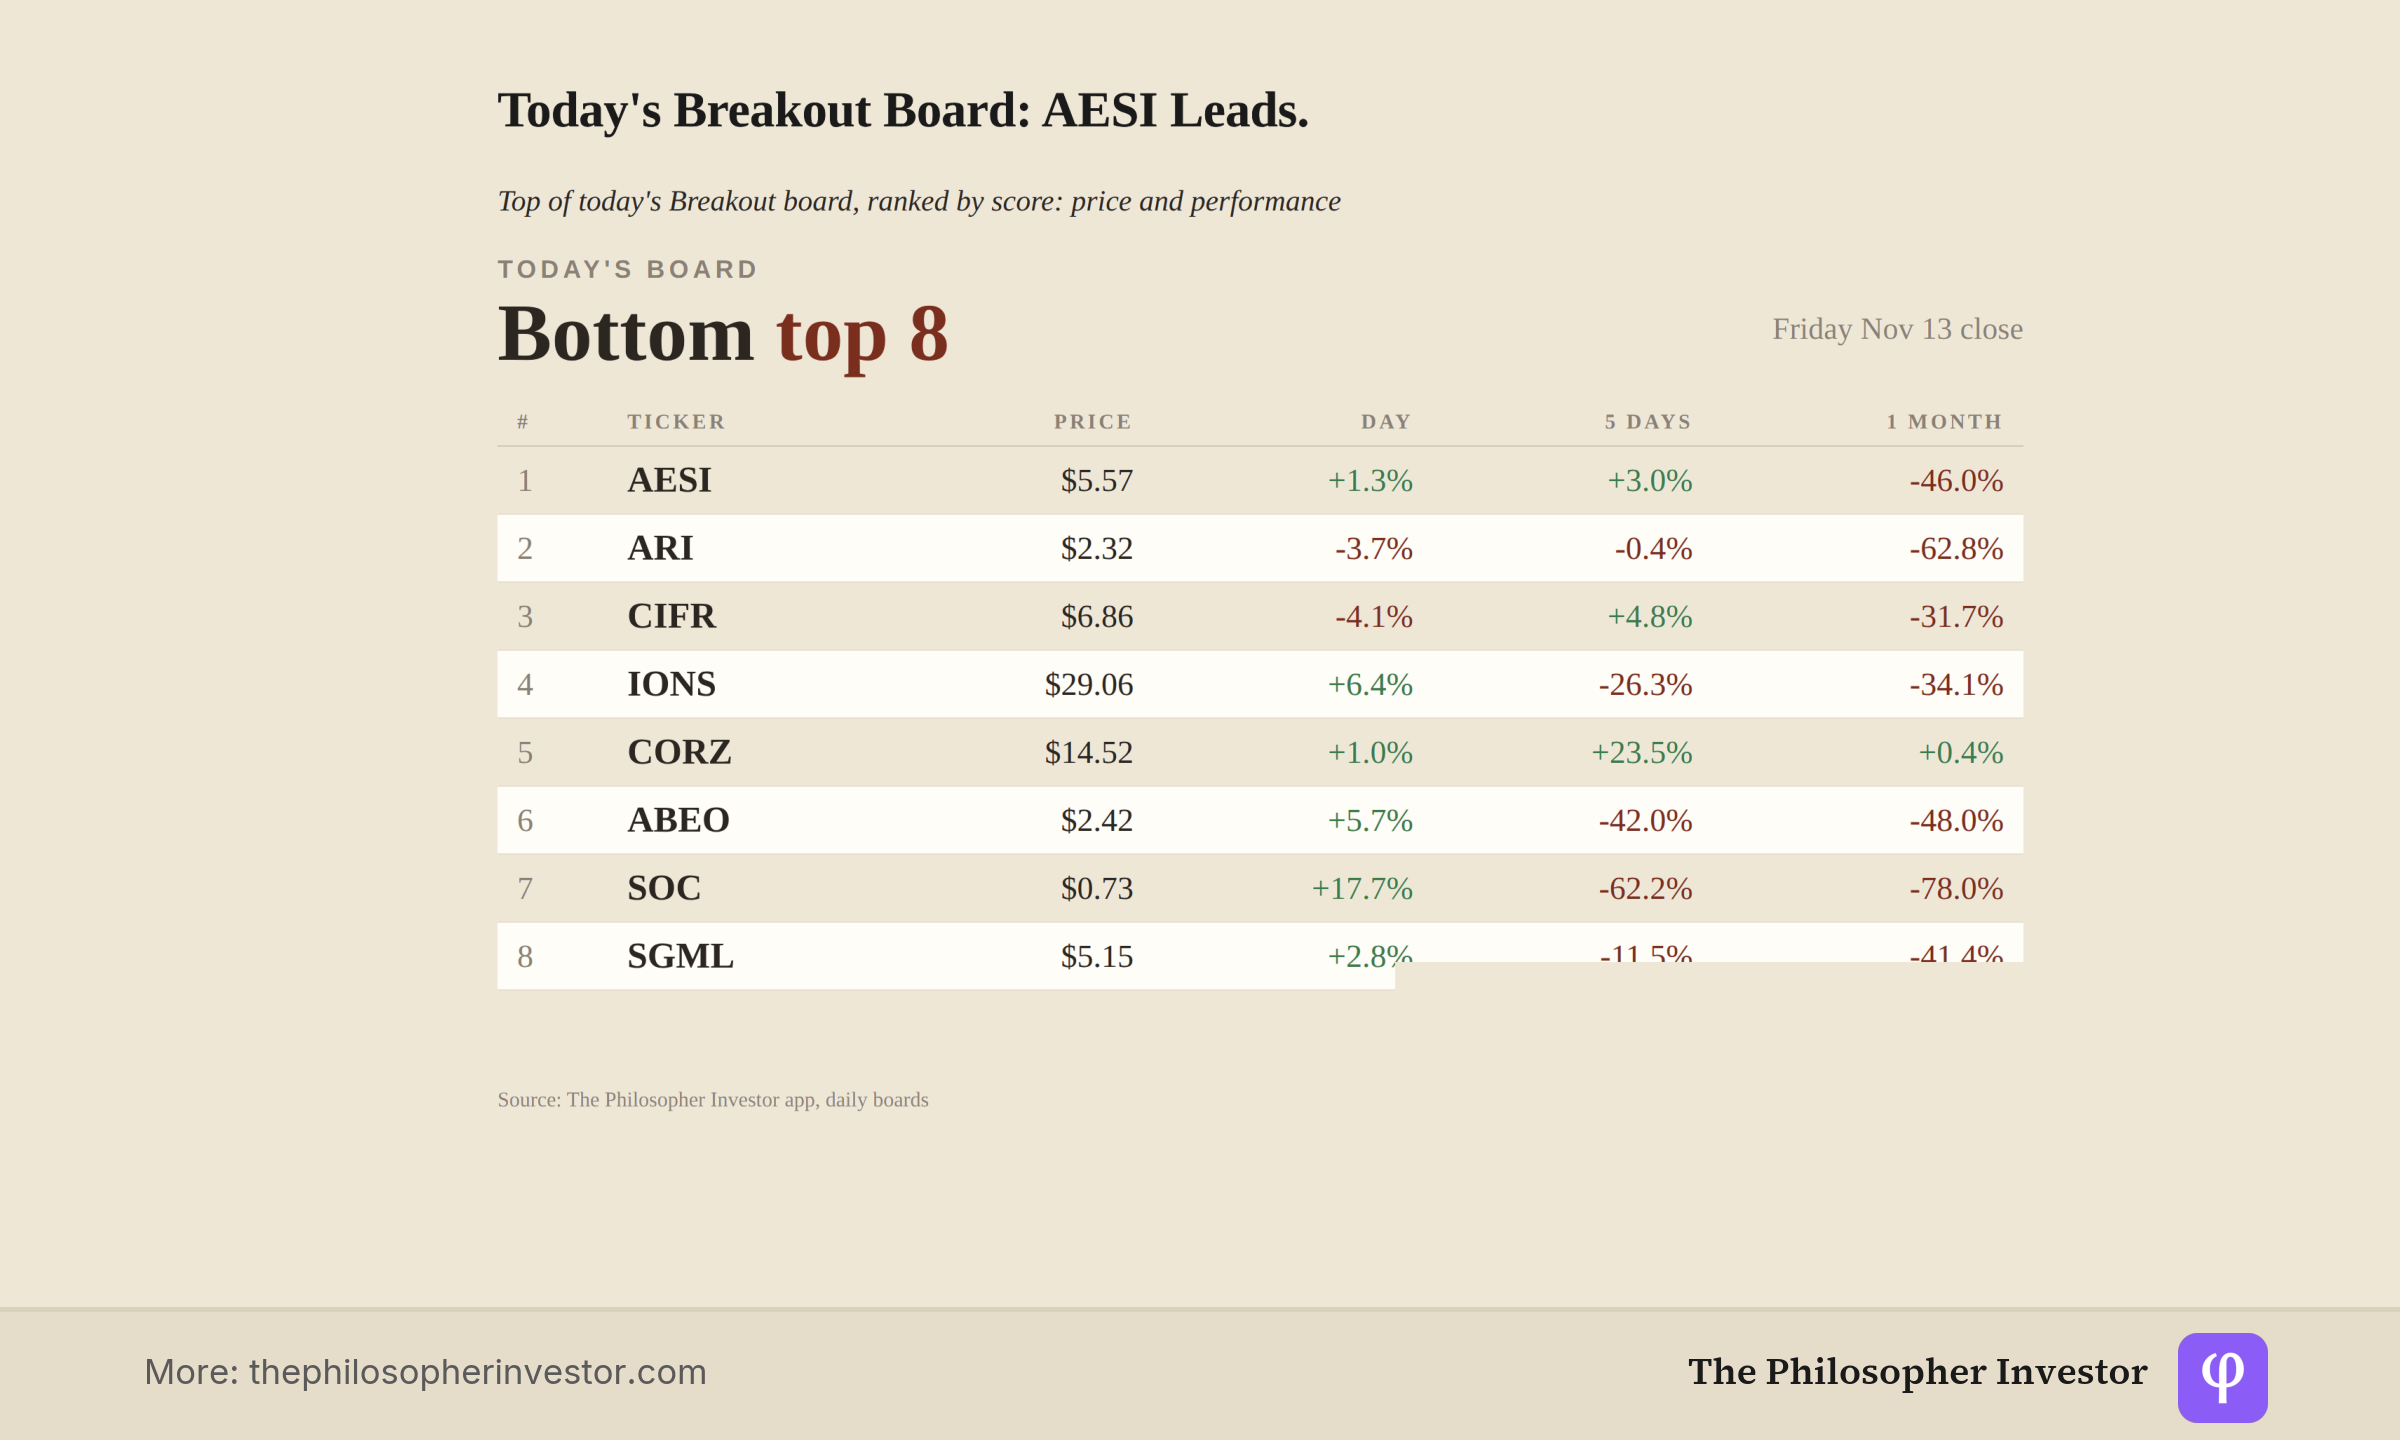 Today's Breakout Board: AESI Leads.
Top of today's Breakout board, ranked by score: price and performance
TODAY'S BOARD
Bottom top 8
Friday Nov 13 close
# TICKER PRICE DAY 5 DAYS 1 MONTH
1 AESI $5.57 +1.3% +3.0% -46.0%
2 ARI $2.32 -3.7% -0.4% -62.8%
3 CIFR $6.86 -4.1% +4.8% -31.7%
4 IONS $29.06 +6.4% -26.3% -34.1%
5 CORZ $14.52 +1.0% +23.5% +0.4%
6 ABEO $2.42 +5.7% -42.0% -48.0%
7 SOC $0.73 +17.7% -62.2% -78.0%
8 SGML $5.15 +2.8% -11.5% -41.4%
Source: The Philosopher Investor app, daily boards
More: thephilosopherinvestor.com
The Philosopher Investor
φ